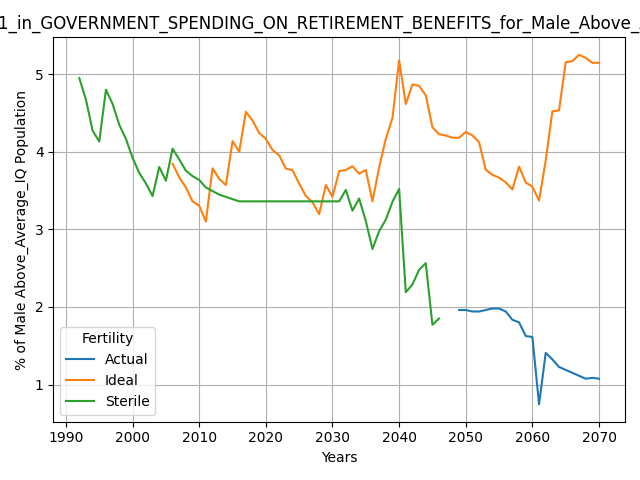 1_in_GOVERNMENT_SPENDING_ON_RETIREMENT_BENEFITS_for_Male_Above_
% of Male Above_Average_IQ Population
5
4
3
2
1
Fertility
Actual
Ideal
Sterile
1990 2000 2010 2020 2030 2040 2050 2060 2070
Years